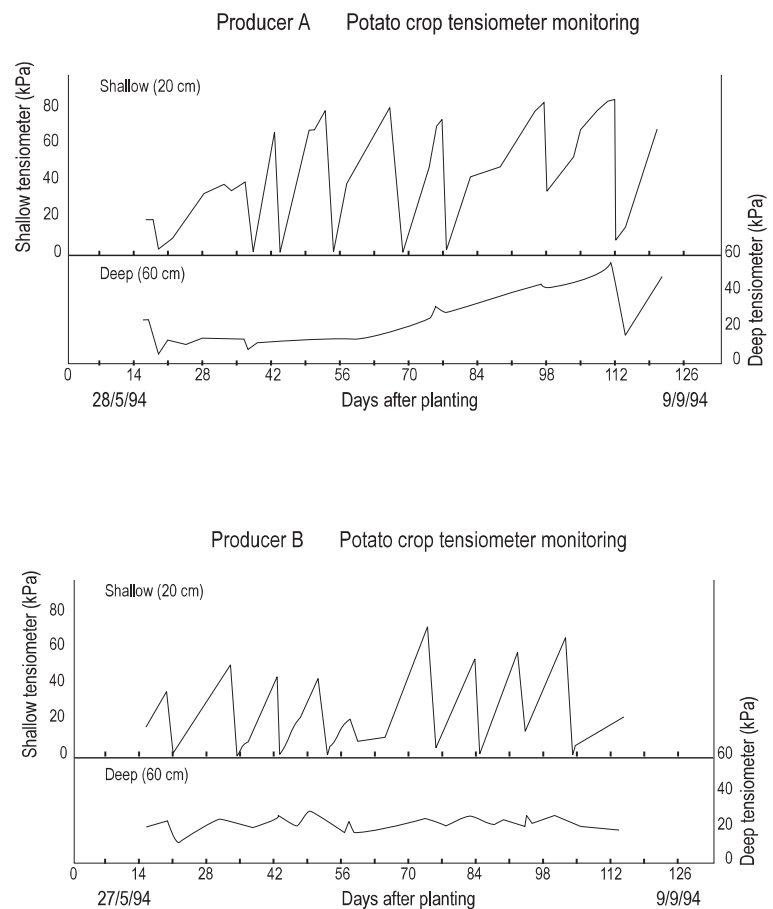 Producer A Potato crop tensiometer monitoring
Shallow tensiometer (kPa)
Shallow (20 cm)
80
60
40
20
0
60
Deep (60 cm)
40
20
0
Deep tensiometer (kPa)
0 14 28 42 56 70 84 98 112 126
28/5/94 Days after planting 9/9/94
Producer B Potato crop tensiometer monitoring
Shallow tensiometer (kPa)
Shallow (20 cm)
80
60
40
20
0
60
Deep (60 cm)
40
20
0
Deep tensiometer (kPa)
0 14 28 42 56 70 84 98 112 126
27/5/94 Days after planting 9/9/94